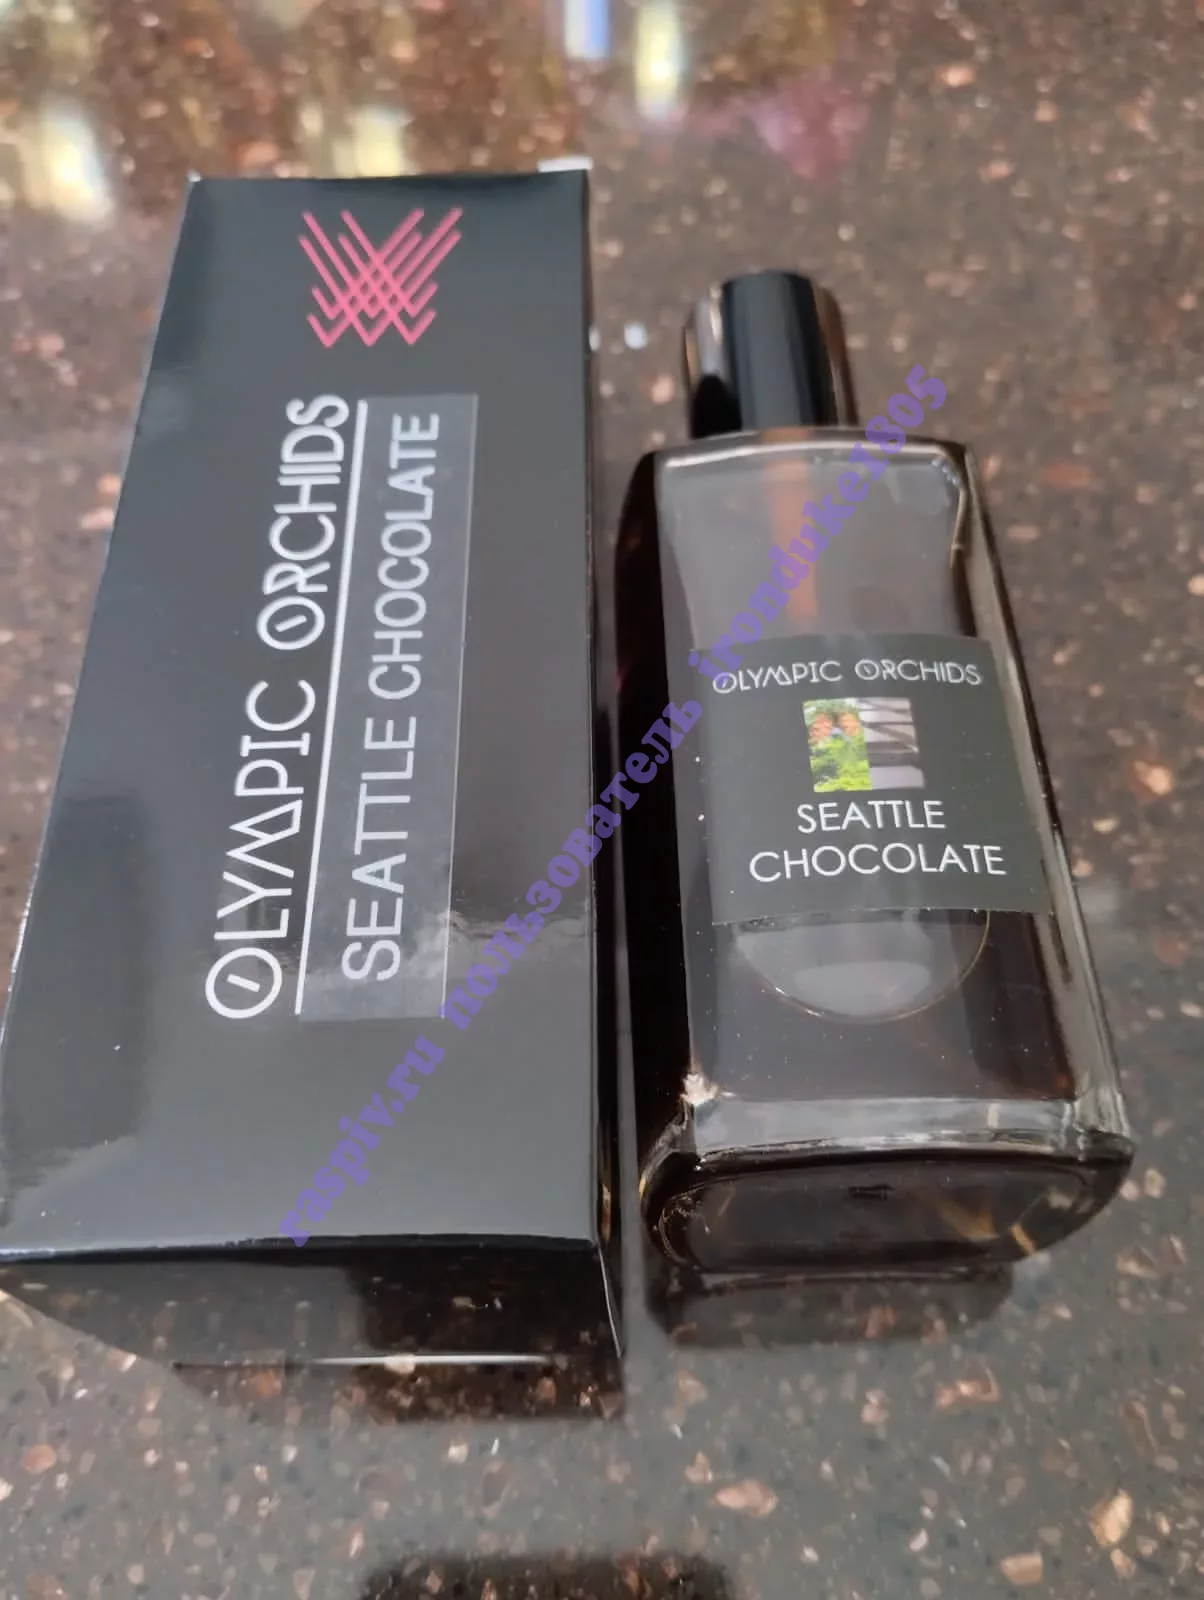 OLYMPIC ORCHIDS
SEATTLE CHOCOLATE
OLYMPIC ORCHIDS
SEATTLE
CHOCOLATE
raspiv.ru пользователь ironduke1805